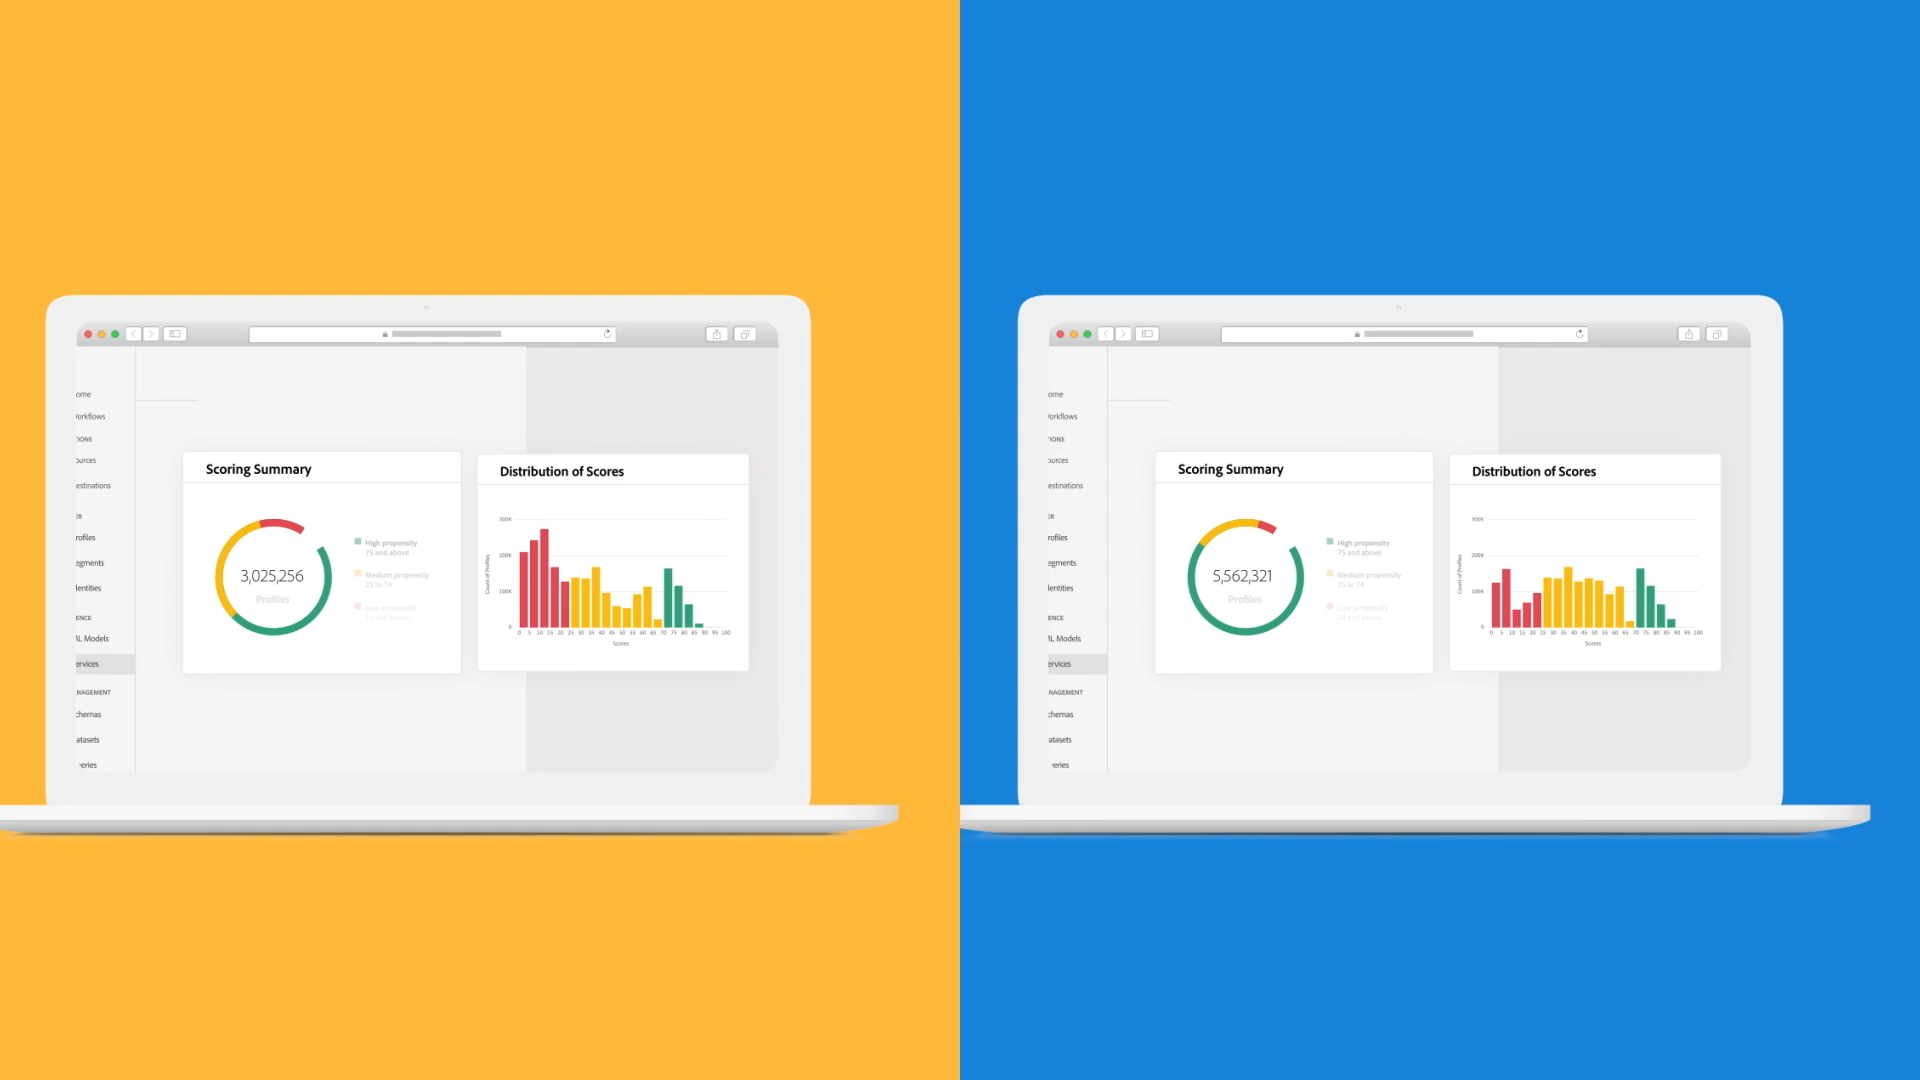 ome
orkflows
IONS
ources
estinations
ER
rofiles
egments
dentities
ENCE
ML Models
ervices
NAGEMENT
chemas
atasets
eries
Scoring Summary
3,025,256
Profiles
High propensity
75 and above
Medium propensity
25 to 74
Low propensity
24 and below
Distribution of Scores
Count of Profiles
300K
200K
100K
0
0 5 10 15 20 25 30 35 40 45 50 55 60 65 70 75 80 85 90 95 100
Scores
ome
orkflows
IONS
ources
estinations
ER
rofiles
egments
dentities
ENCE
ML Models
ervices
NAGEMENT
chemas
atasets
eries
Scoring Summary
5,562,321
Profiles
High propensity
75 and above
Medium propensity
25 to 74
Low propensity
24 and below
Distribution of Scores
Count of Profiles
300K
200K
100K
0
0 5 10 15 20 25 30 35 40 45 50 55 60 65 70 75 80 85 90 95 100
Scores